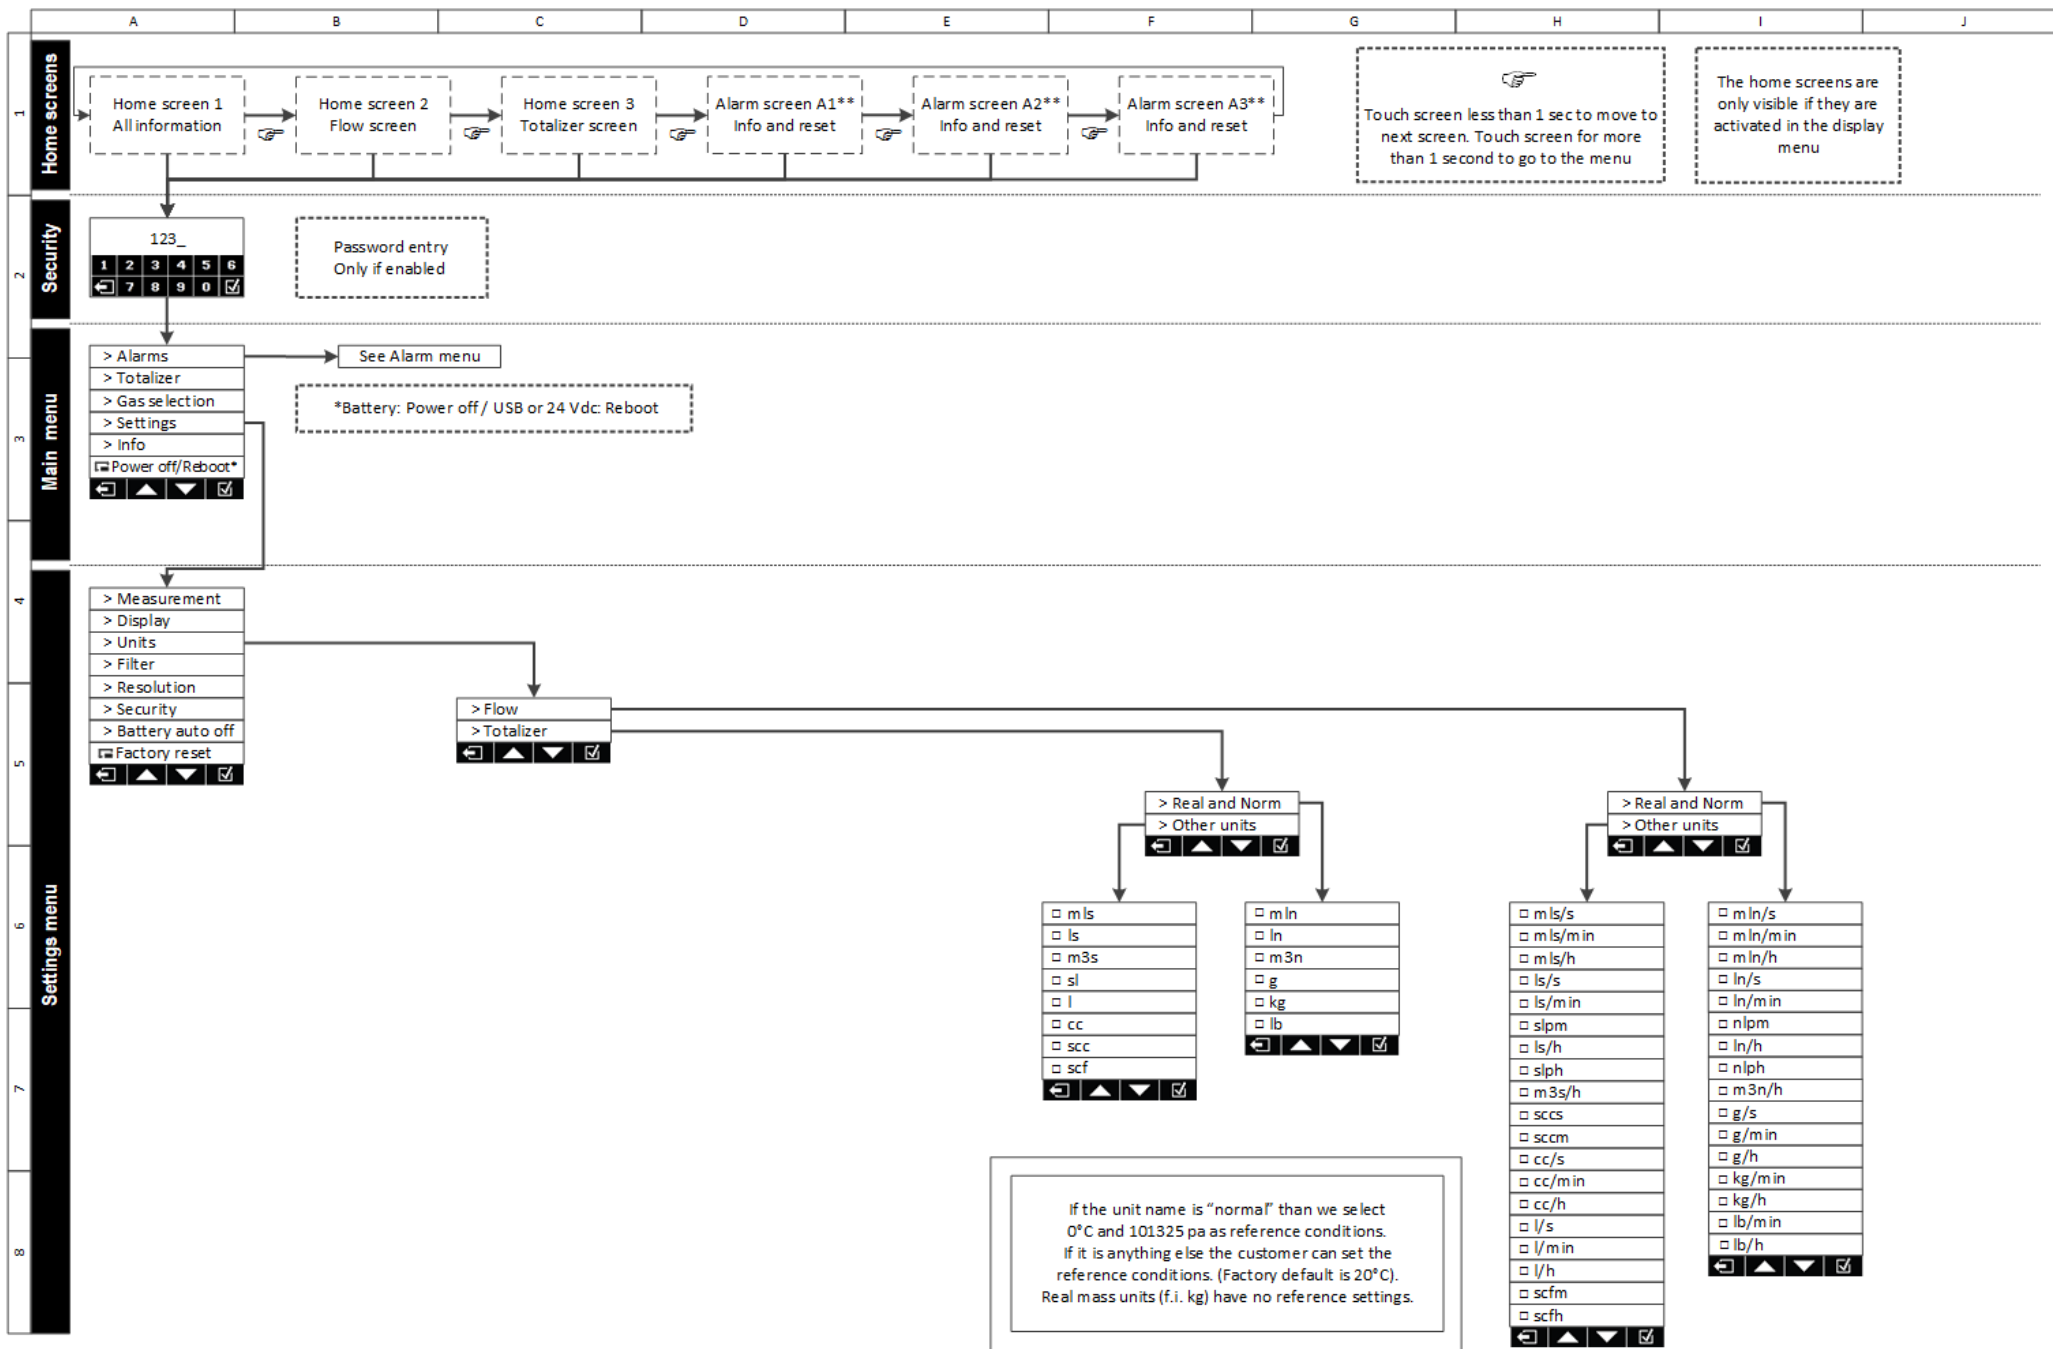 A B C D E F G H I J
1
Home screens
Home screen 1
All information
Home screen 2
Flow screen
Home screen 3
Totalizer screen
Alarm screen A1**
Info and reset
Alarm screen A2**
Info and reset
Alarm screen A3**
Info and reset
Touch screen less than 1 sec to move to
next screen. Touch screen for more
than 1 second to go to the menu
The home screens are
only visible if they are
activated in the display
menu
2
Security
123_
1 2 3 4 5 6
7 8 9 0
Password entry
Only if enabled
3
Main menu
> Alarms
> Totalizer
> Gas selection
> Settings
> Info
Power off/Reboot*
See Alarm menu
*Battery: Power off / USB or 24 Vdc: Reboot
4
5
6
7
8
Settings menu
> Measurement
> Display
> Units
> Filter
> Resolution
> Security
> Battery auto off
Factory reset
> Flow
> Totalizer
> Real and Norm
> Other units
> Real and Norm
> Other units
mls
ls
m3s
sl
l
cc
scc
scf
mln
ln
m3n
g
kg
lb
mls/s
mls/min
mls/h
ls/s
ls/min
slpm
ls/h
slph
m3s/h
sccs
sccm
cc/s
cc/min
cc/h
l/s
l/min
l/h
scfm
scfh
mln/s
mln/min
mln/h
ln/s
ln/min
nlpm
ln/h
nlph
m3n/h
g/s
g/min
g/h
kg/min
kg/h
lb/min
lb/h
If the unit name is “normal” than we select
0°C and 101325 pa as reference conditions.
If it is anything else the customer can set the
reference conditions. (Factory default is 20°C).
Real mass units (f.i. kg) have no reference settings.